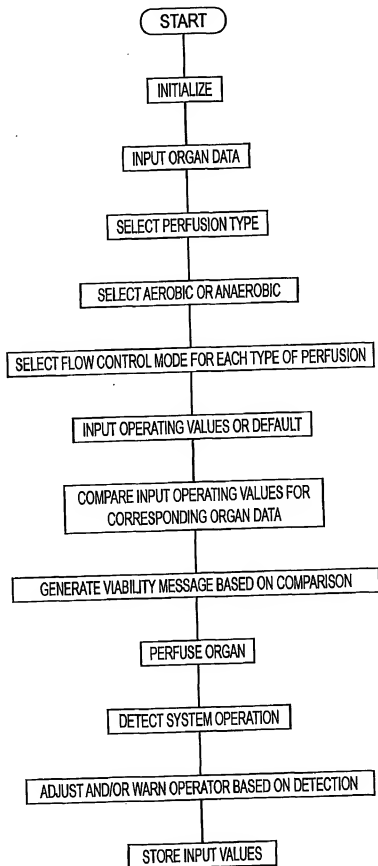 START
INITIALIZE
INPUT ORGAN DATA
SELECT PERFUSION TYPE
SELECT AEROBIC OR ANAEROBIC
SELECT FLOW CONTROL MODE FOR EACH TYPE OF PERFUSION
INPUT OPERATING VALUES OR DEFAULT
COMPARE INPUT OPERATING VALUES FOR
CORRESPONDING ORGAN DATA
GENERATE VIABILITY MESSAGE BASED ON COMPARISON
PERFUSE ORGAN
DETECT SYSTEM OPERATION
ADJUST AND/OR WARN OPERATOR BASED ON DETECTION
STORE INPUT VALUES